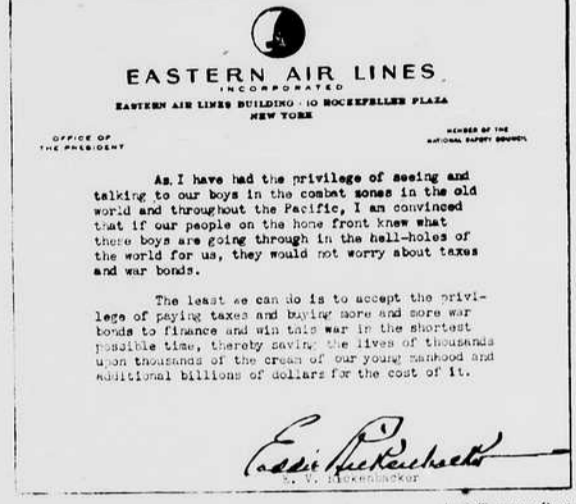 EASTERN AIR LINES
INCORPORATED
EASTERN AIR LINES BUILDING · 10 ROCKEFELLER PLAZA
NEW YORK
OFFICE OF
THE PRESIDENT
MEMBER OF THE
NATIONAL SAFETY COUNCIL
As I have had the privilege of seeing and
talking to our boys in the combat zones in the old
world and throughout the Pacific, I am convinced
that if our people on the home front knew what
these boys are going through in the hell-holes of
the world for us, they would not worry about taxes
and war bonds.
The least we can do is to accept the privi-
lege of paying taxes and buying more and more war
bonds to finance and win this war in the shortest
possible time, thereby saving the lives of thousands
upon thousands of the cream of our young manhood and
additional billions of dollars for the cost of it.
Eddie Rickenbacker
E. V. Rickenbacker